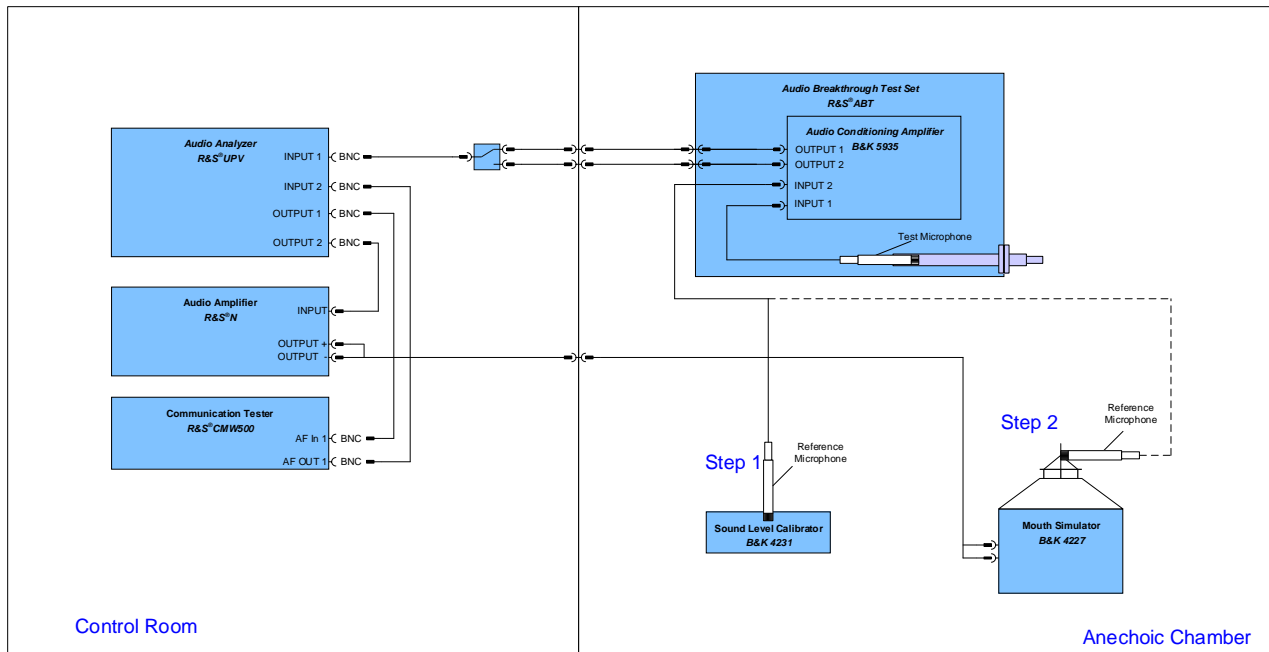 Audio Analyzer
R&S®UPV
INPUT 1
BNC
INPUT 2
BNC
OUTPUT 1
BNC
OUTPUT 2
BNC
Audio Amplifier
R&S®N
INPUT
OUTPUT +
OUTPUT -
Communication Tester
R&S®CMW500
AF In 1
BNC
AF OUT 1
BNC
Control Room
Audio Breakthrough Test Set
R&S®ABT
Audio Conditioning Amplifier
B&K 5935
OUTPUT 1
OUTPUT 2
INPUT 2
INPUT 1
Test Microphone
Step 1
Reference
Microphone
Sound Level Calibrator
B&K 4231
Step 2
Reference
Microphone
Mouth Simulator
B&K 4227
Anechoic Chamber